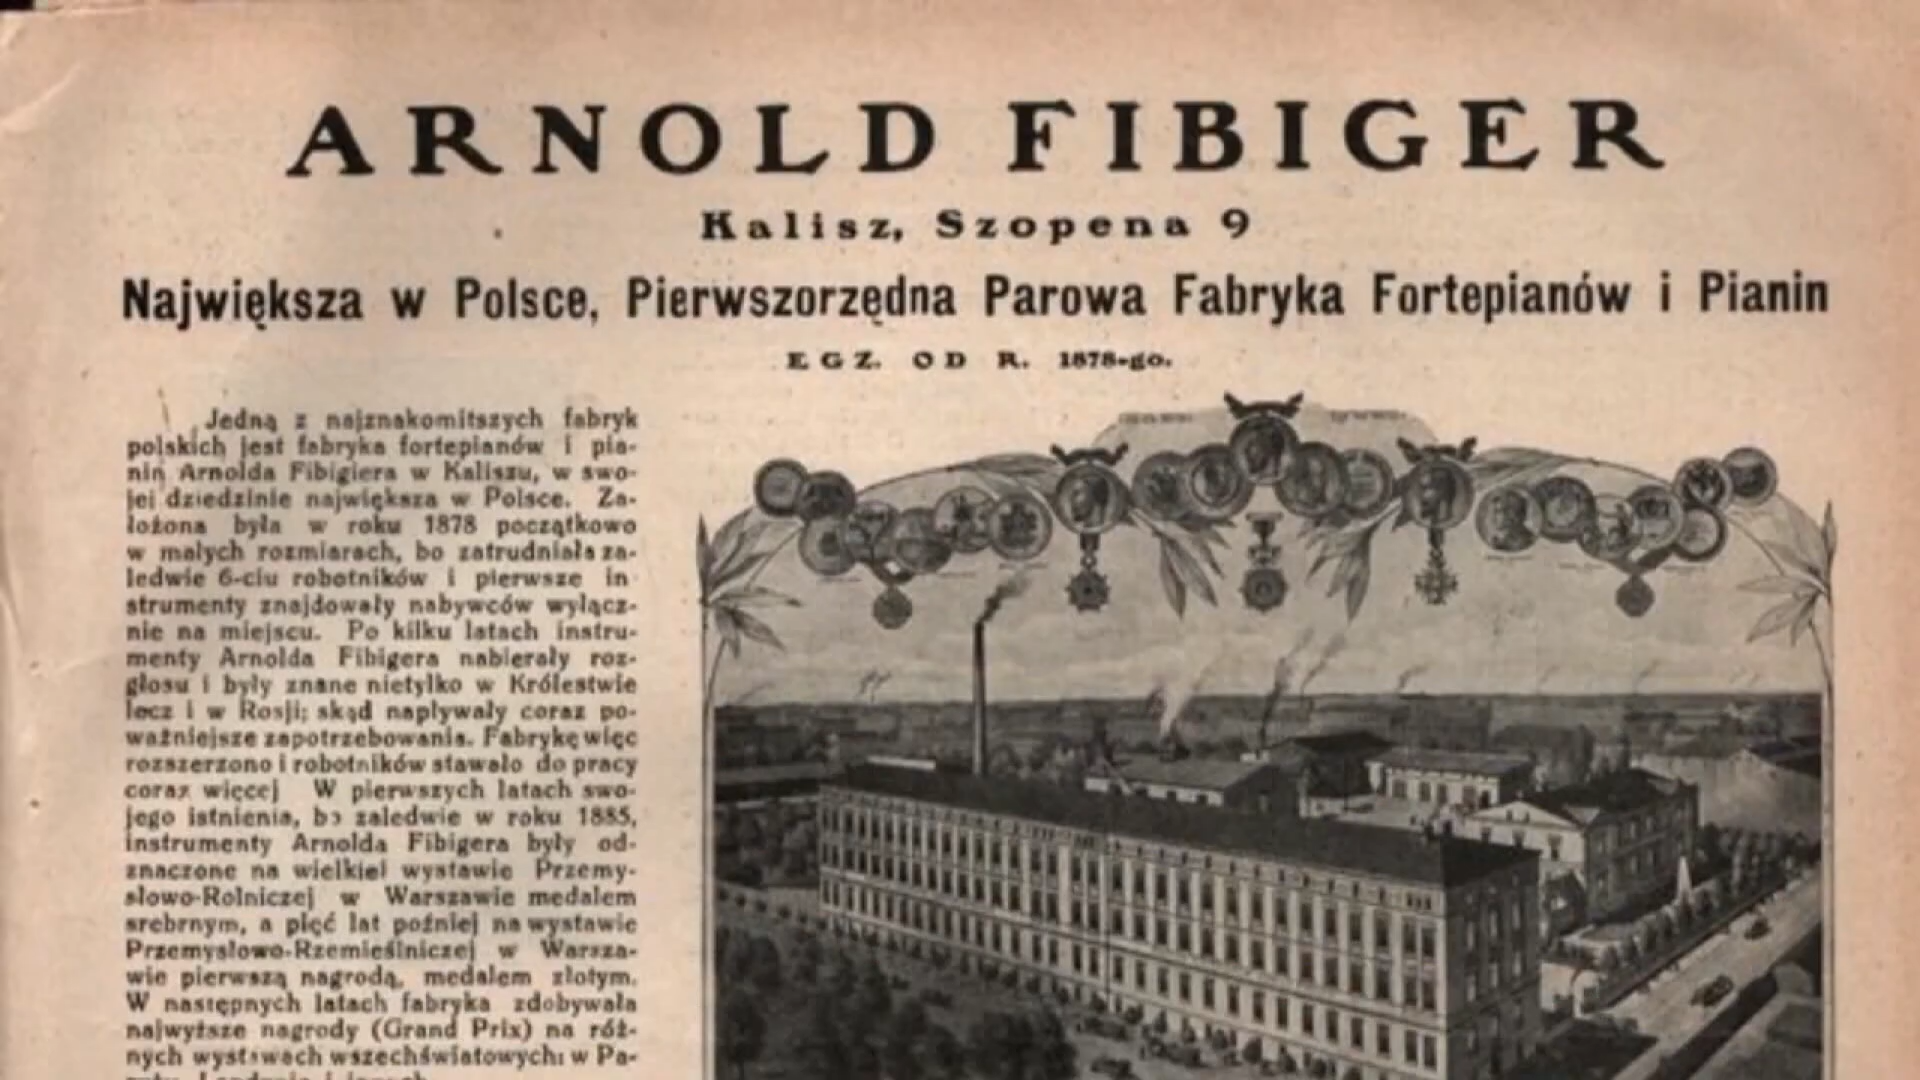 ARNOLD FIBIGER
Kalisz, Szopena 9
Największa w Polsce, Pierwszorzędna Parowa Fabryka Fortepianów i Pianin
EGZ. OD R. 1878-go.
Jedną z najznakomitszych fabryk
polskich jest fabryka fortepianów i pia-
nin Arnolda Fibigiera w Kaliszu, w swo-
jej dziedzinie największa w Polsce. Za-
łożona była w roku 1878 początkowo
w małych rozmiarach, bo zatrudniała za-
ledwie 6-ciu robotników i pierwsze in
strumenty znajdowały nabywców wyłącz-
nie na miejscu. Po kilku latach instru-
menty Arnolda Fibigera nabierały roz-
głosu i były znane nietylko w Królestwie
lecz i w Rosji; skąd napływały coraz po-
ważniejsze zapotrzebowania. Fabrykę więc
rozszerzono i robotników stawało do pracy
coraz więcej W pierwszych latach swo-
jego istnienia, bo zaledwie w roku 1885,
instrumenty Arnolda Fibigera były od-
znaczone na wielkiej wystawie Przemy-
słowo-Rolniczej w Warszawie medalem
srebrnym, a pięć lat poźniej na wystawie
Przemysłowo-Rzemieślniczej w Warsza-
wie pierwszą nagrodą, medalem złotym.
W następnych latach fabryka zdobywała
najwyższe nagrody (Grand Prix) na róż-
nych wystawach wszechświatowych: w Pa-